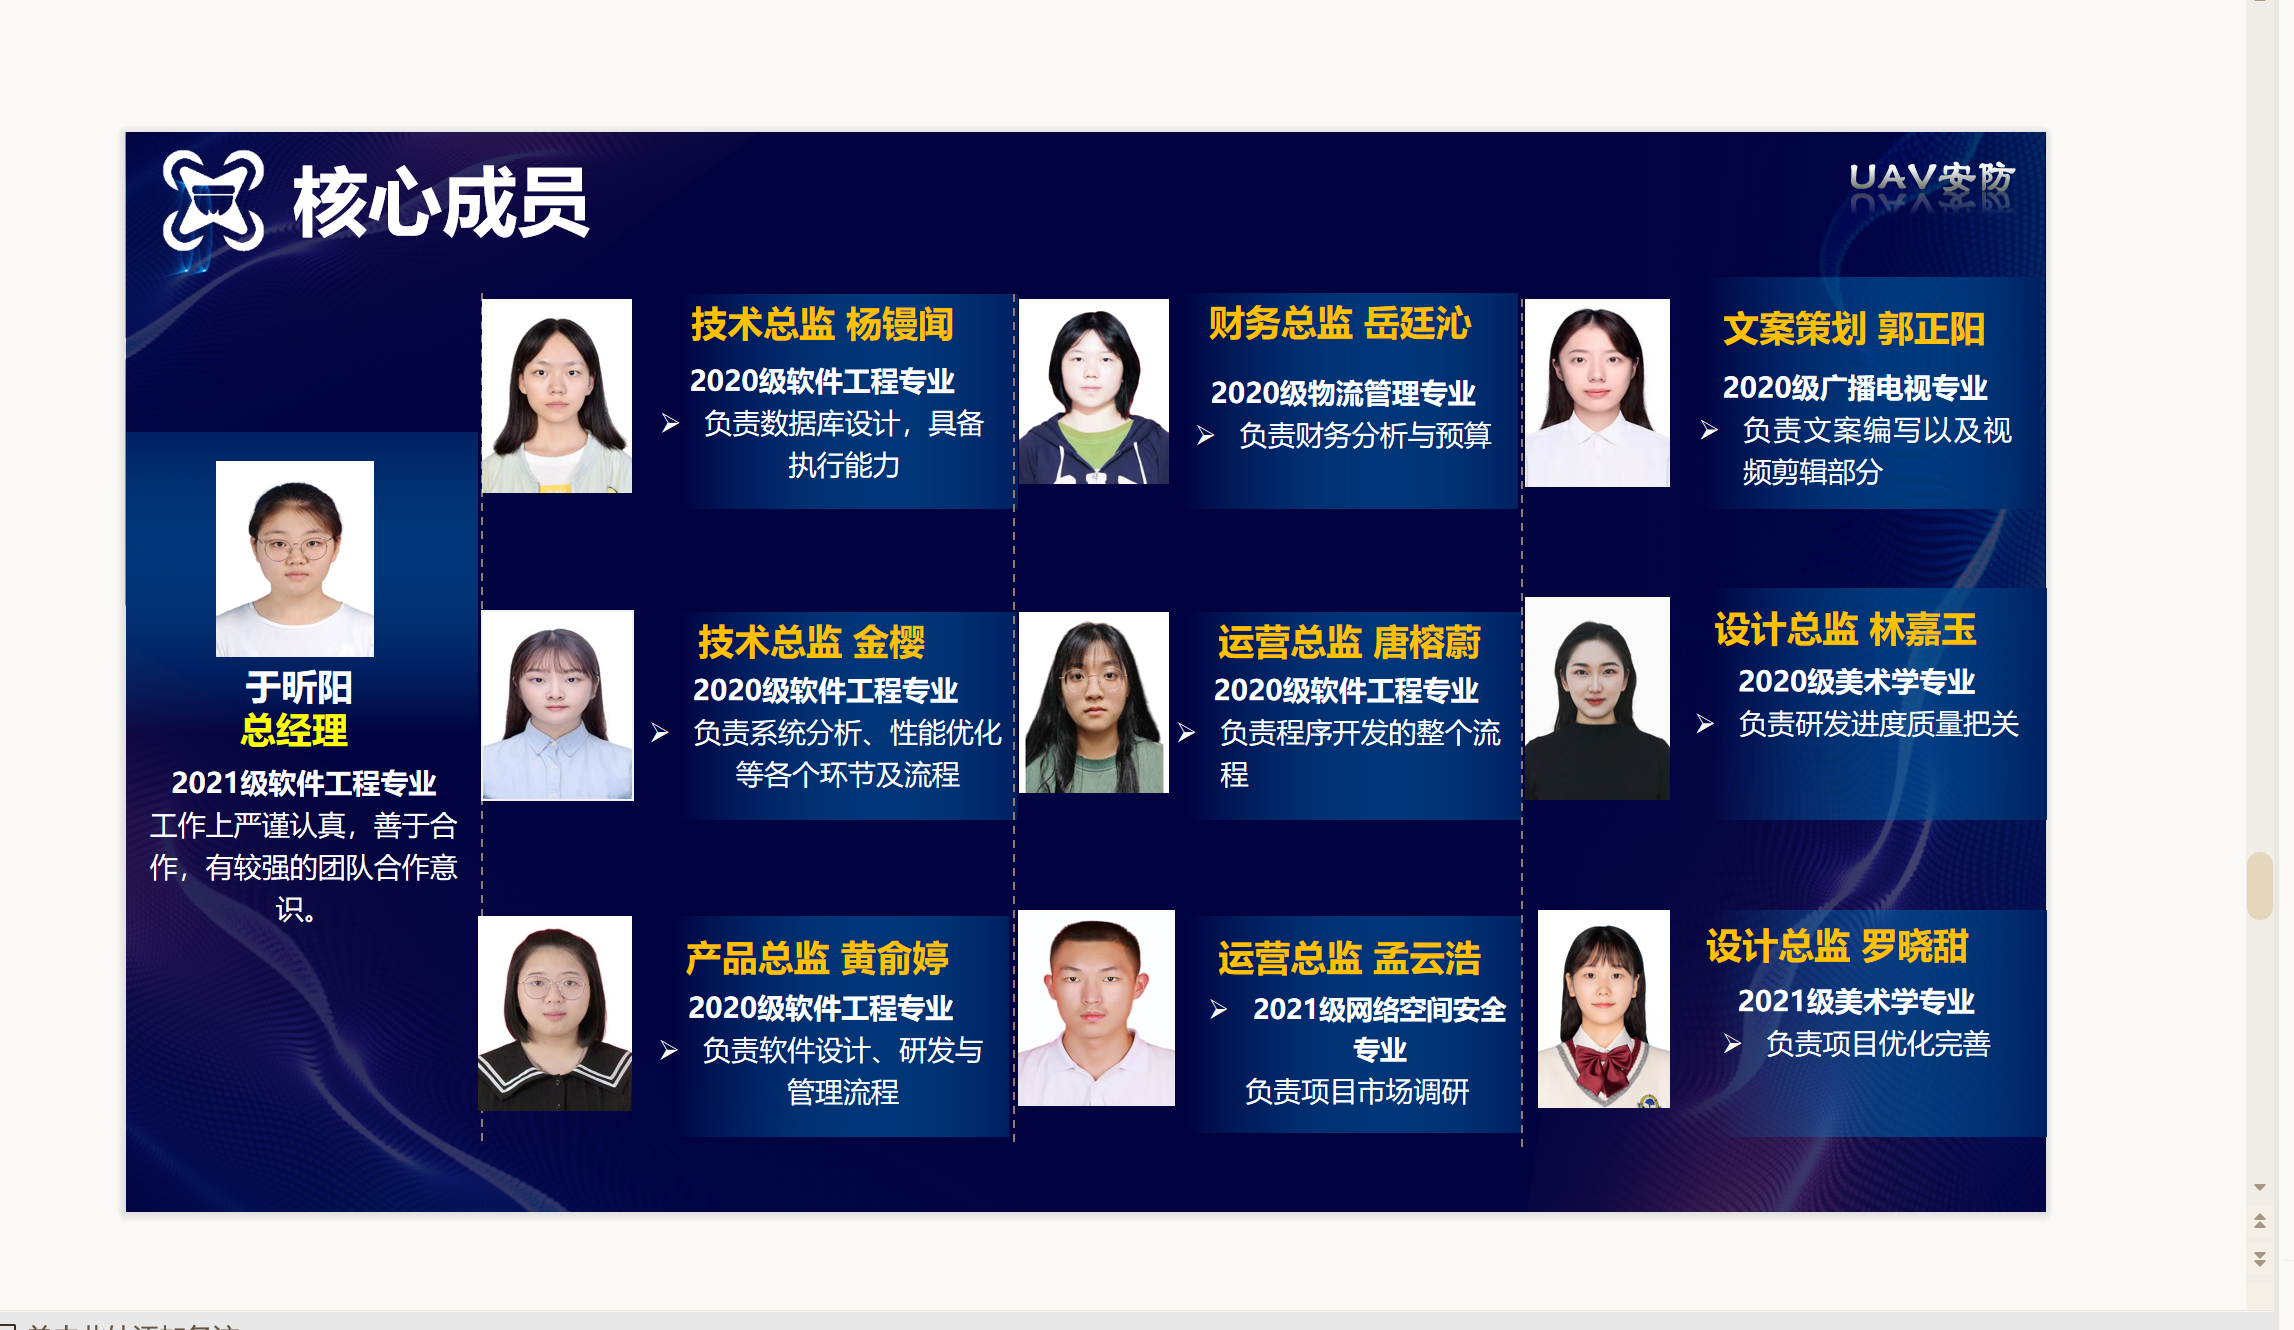 核心成员
UAV安防
于昕阳
总经理
2021级软件工程专业
工作上严谨认真，善于合
作，有较强的团队合作意
识。
技术总监 杨镘闻
2020级软件工程专业
➢ 负责数据库设计，具备
执行能力
财务总监 岳廷沁
2020级物流管理专业
➢ 负责财务分析与预算
文案策划 郭正阳
2020级广播电视专业
➢ 负责文案编写以及视
频剪辑部分
技术总监 金樱
2020级软件工程专业
➢ 负责系统分析、性能优化
等各个环节及流程
运营总监 唐榕蔚
2020级软件工程专业
➢ 负责程序开发的整个流
程
设计总监 林嘉玉
2020级美术学专业
➢ 负责研发进度质量把关
产品总监 黄俞婷
2020级软件工程专业
➢ 负责软件设计、研发与
管理流程
运营总监 孟云浩
➢ 2021级网络空间安全
专业
负责项目市场调研
设计总监 罗晓甜
2021级美术学专业
➢ 负责项目优化完善